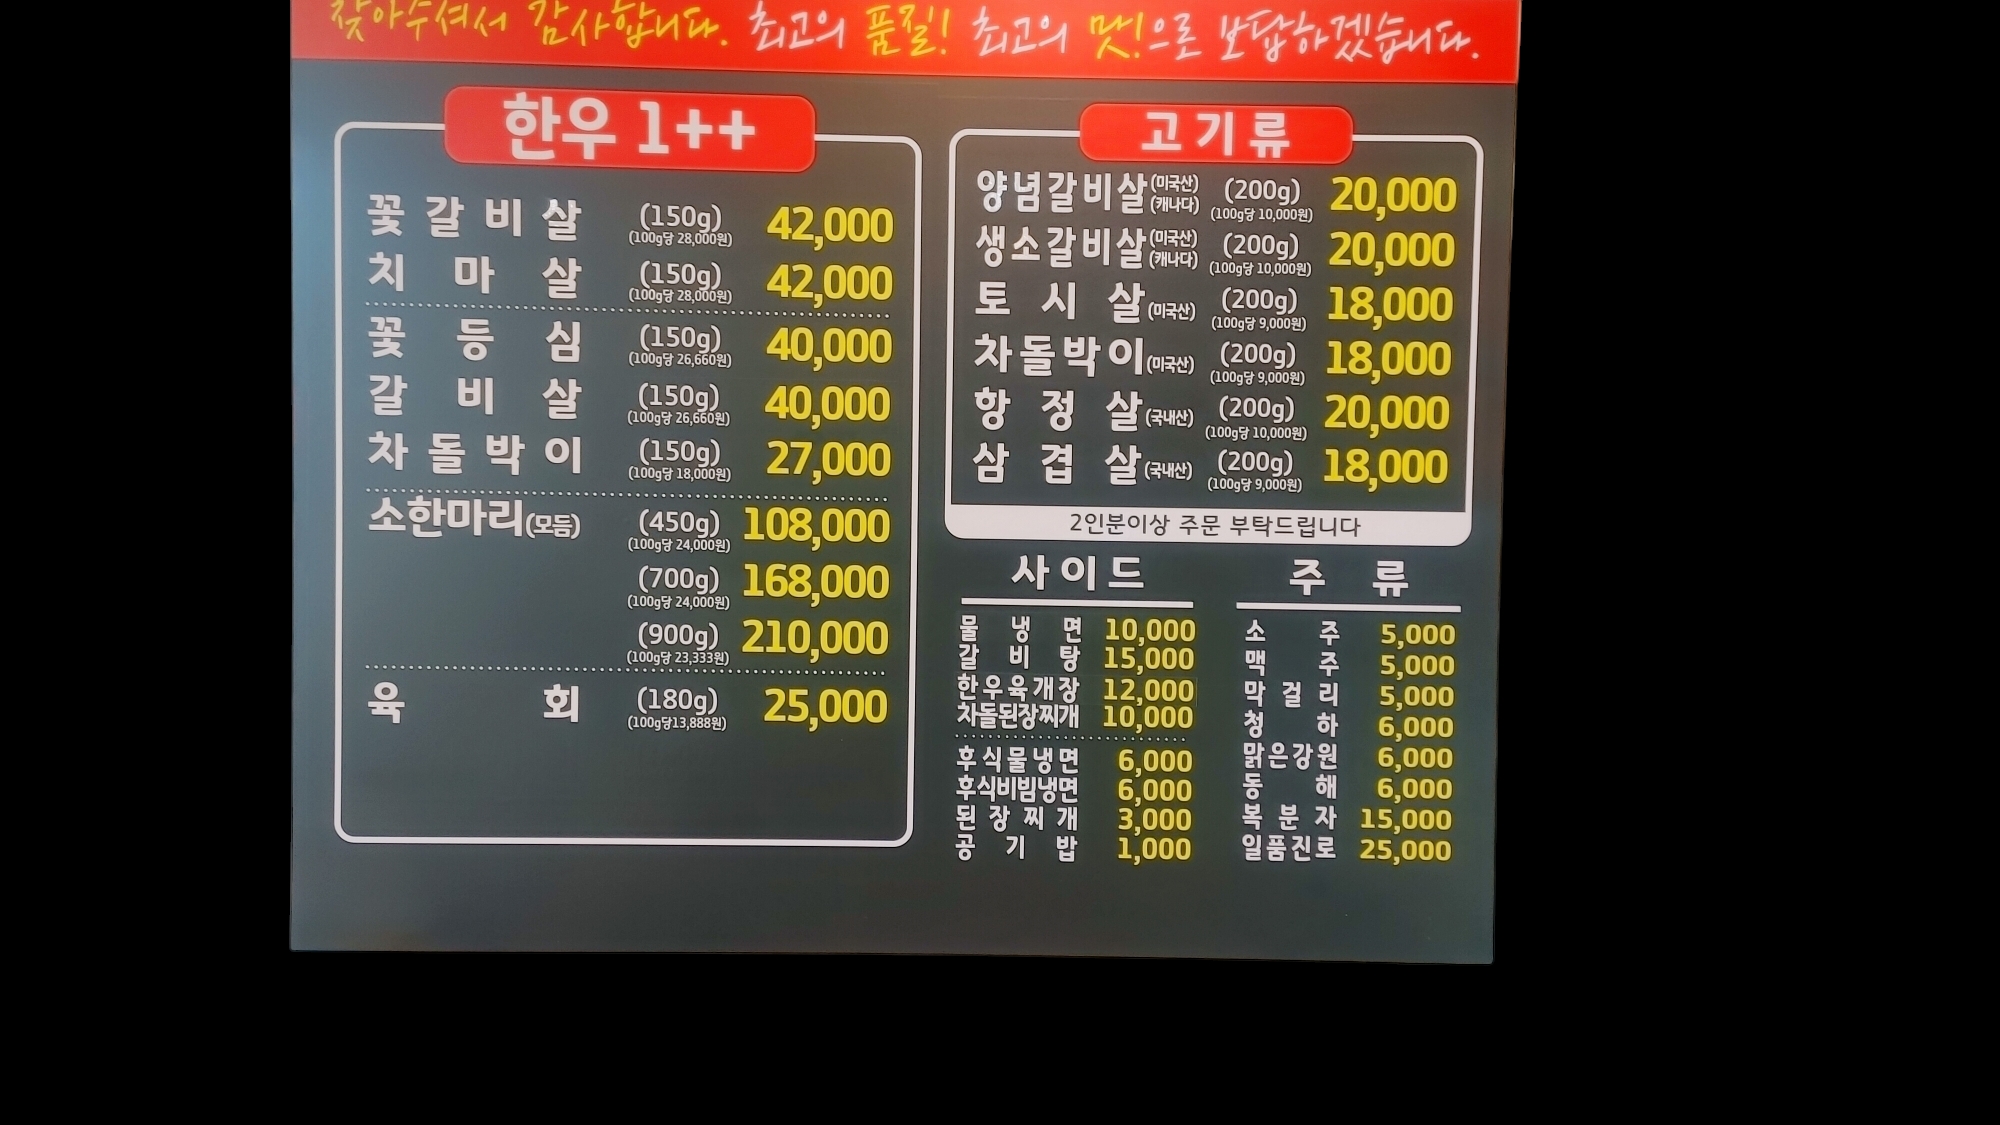 찾아주셔서 감사합니다. 최고의 품질! 최고의 맛!으로 보답하겠습니다.
한우 1++
꽃갈비살 (150g) 42,000
(100g당 28,000원)
치마살 (150g) 42,000
(100g당 28,000원)
꽃등심 (150g) 40,000
(100g당 26,660원)
갈비살 (150g) 40,000
(100g당 26,660원)
차돌박이 (150g) 27,000
(100g당 18,000원)
소한마리(모듬) (450g) 108,000
(100g당 24,000원)
(700g) 168,000
(100g당 24,000원)
(900g) 210,000
(100g당 23,333원)
육회 (180g) 25,000
(100g당13,888원)
고기류
양념갈비살(미국산)(캐나다) (200g) 20,000
(100g당 10,000원)
생소갈비살(미국산)(캐나다) (200g) 20,000
(100g당 10,000원)
토시살(미국산) (200g) 18,000
(100g당 9,000원)
차돌박이(미국산) (200g) 18,000
(100g당 9,000원)
항정살(국내산) (200g) 20,000
(100g당 10,000원)
삼겹살(국내산) (200g) 18,000
(100g당 9,000원)
2인분이상 주문 부탁드립니다
사이드
물냉면 10,000
갈비탕 15,000
한우육개장 12,000
차돌된장찌개 10,000
후식물냉면 6,000
후식비빔냉면 6,000
된장찌개 3,000
공기밥 1,000
주류
소주 5,000
맥주 5,000
막걸리 5,000
청하 6,000
맑은강원 6,000
동해 6,000
복분자 15,000
일품진로 25,000